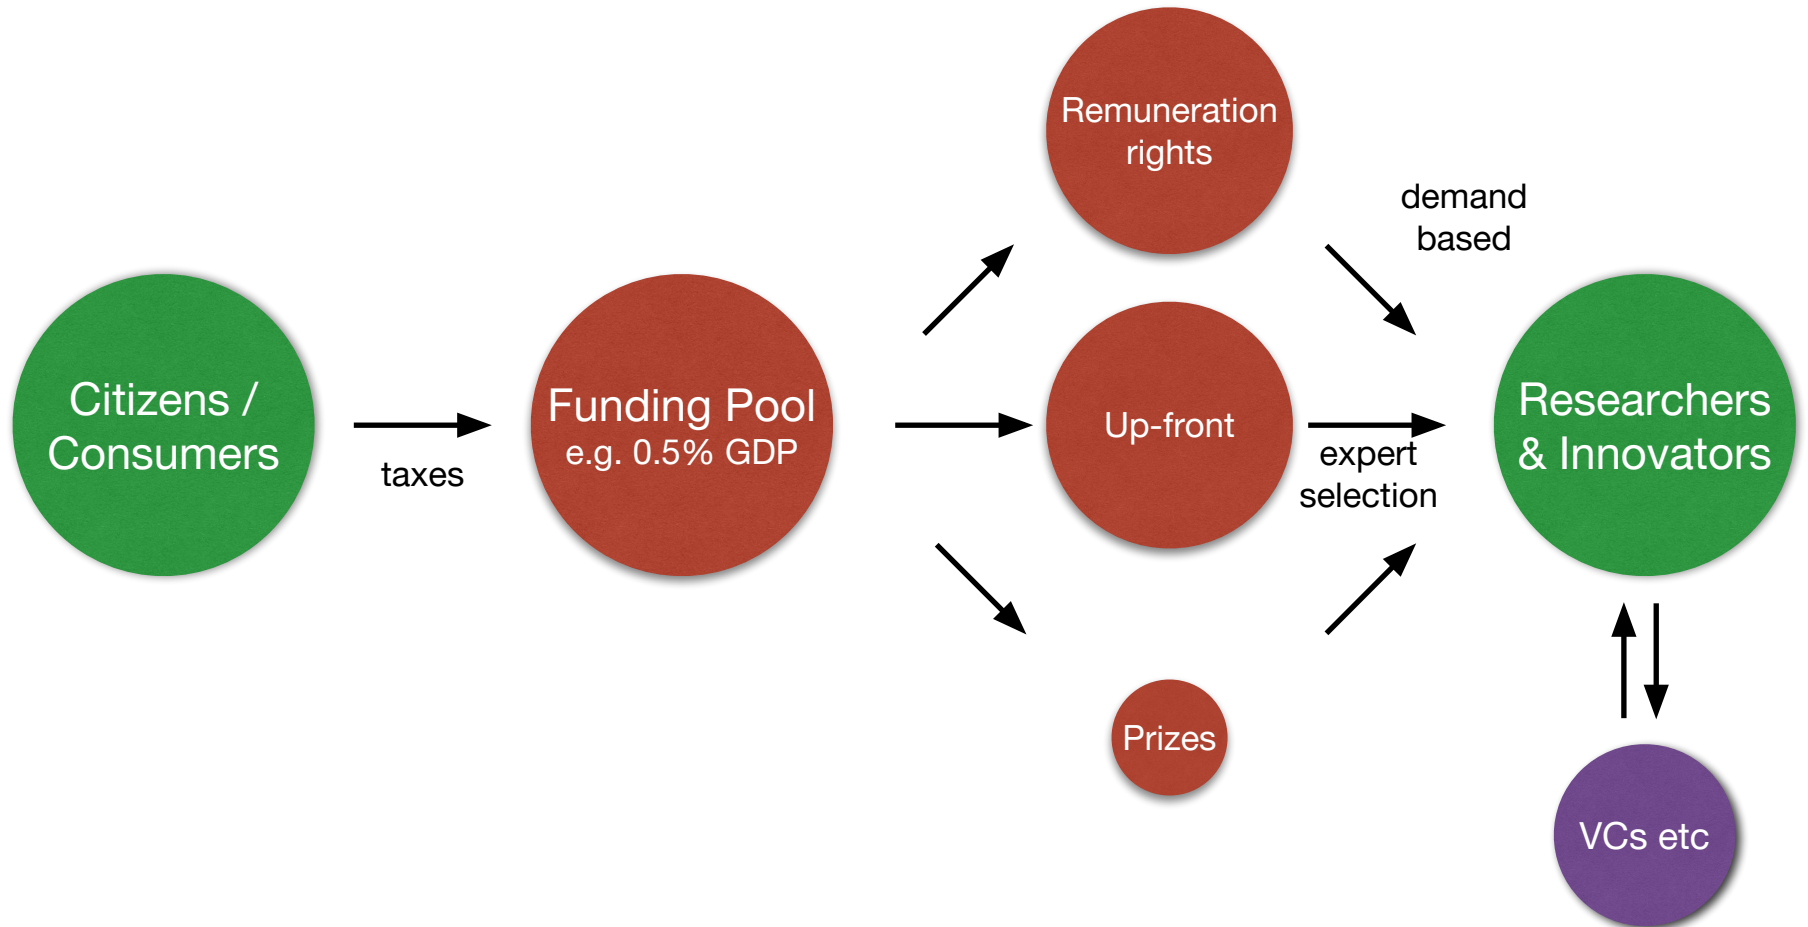 Citizens /
Consumers
taxes
Funding Pool
e.g. 0.5% GDP
Remuneration
rights
demand
based
Up-front
expert
selection
Prizes
Researchers
& Innovators
VCs etc